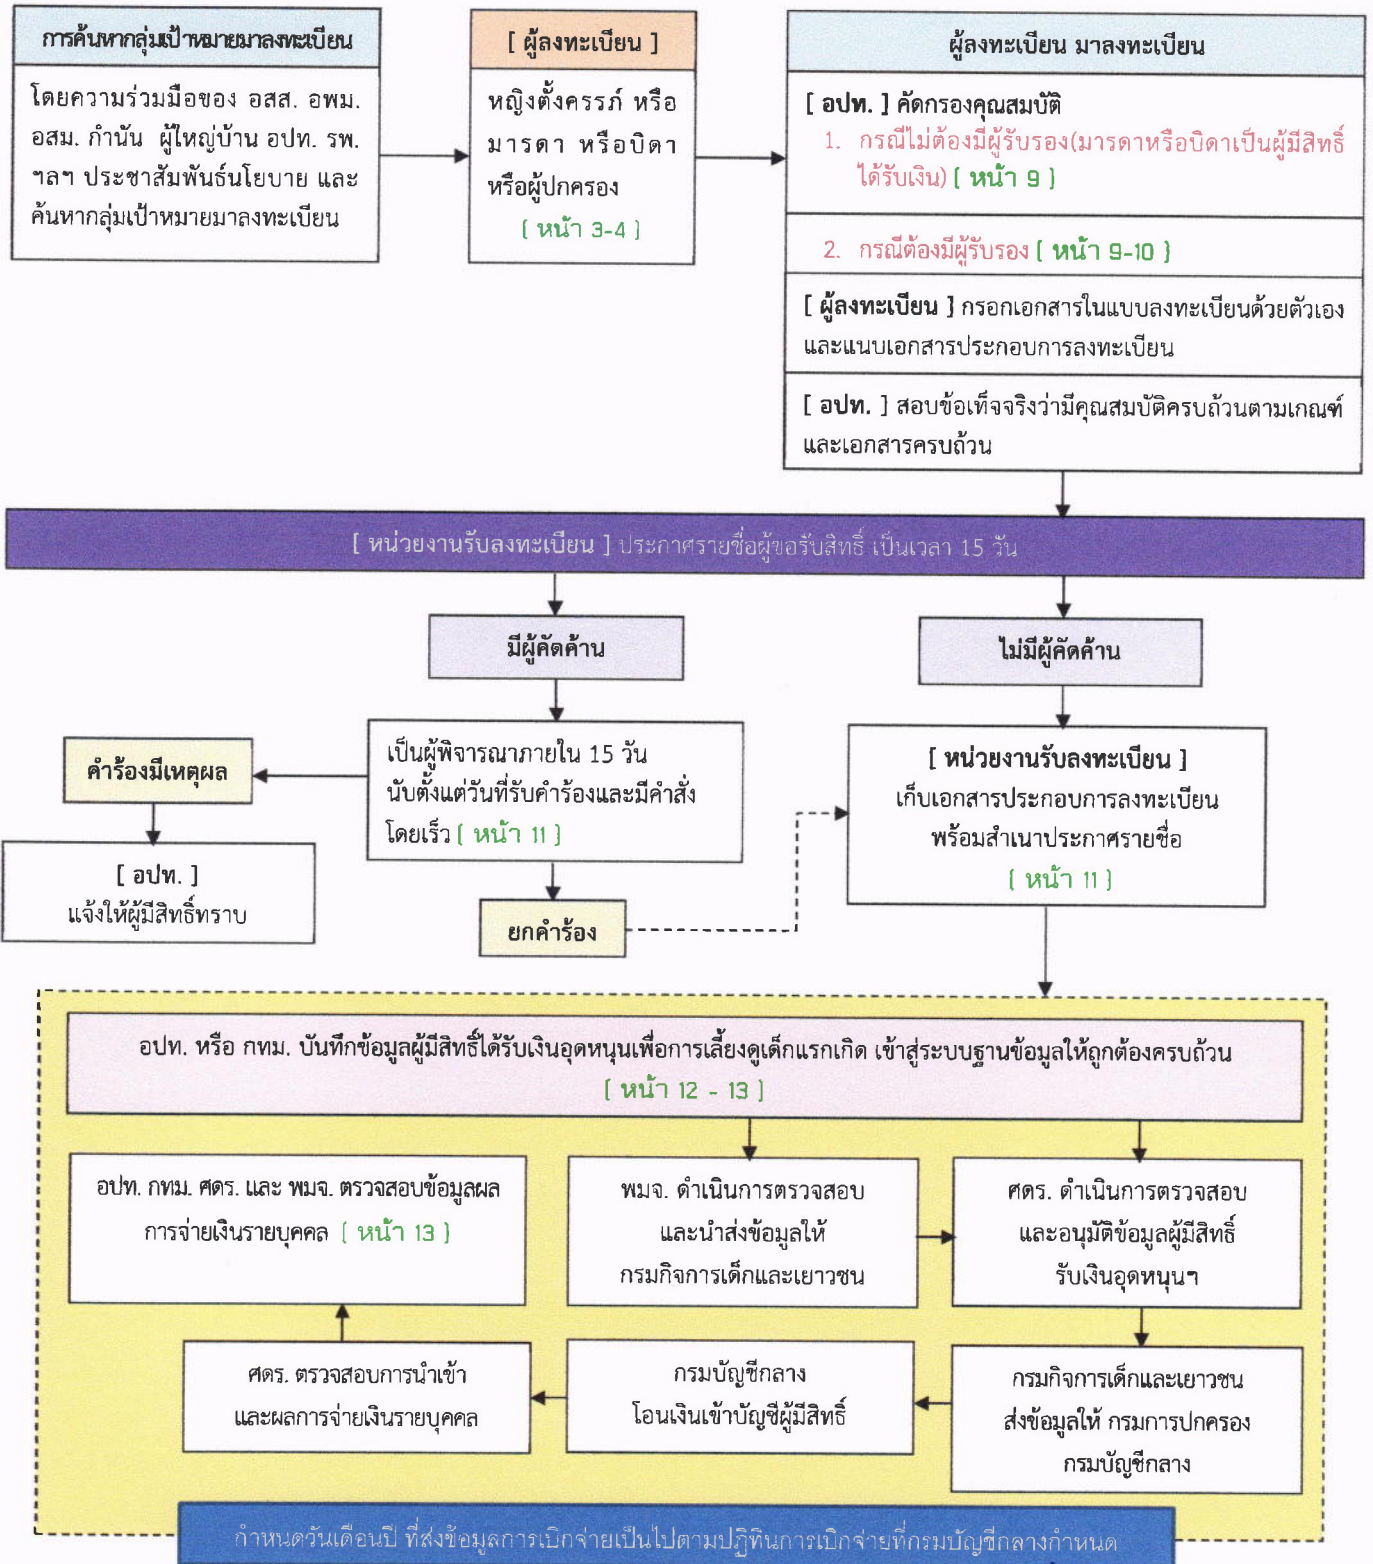 การค้นหากลุ่มเป้าหมายมาลงทะเบียน
โดยความร่วมมือของ อสส. อพม.
อสม. กำนัน ผู้ใหญ่บ้าน อปท. รพ.
ฯลฯ ประชาสัมพันธ์นโยบาย และ
ค้นหากลุ่มเป้าหมายมาลงทะเบียน
[ ผู้ลงทะเบียน ]
หญิงตั้งครรภ์ หรือ
มารดา หรือบิดา
หรือผู้ปกครอง
[ หน้า 3-4 ]
ผู้ลงทะเบียน มาลงทะเบียน
[ อปท. ] คัดกรองคุณสมบัติ
1. กรณีไม่ต้องมีผู้รับรอง(มารดาหรือบิดาเป็นผู้มีสิทธิ์
ได้รับเงิน) [ หน้า 9 ]
2. กรณีต้องมีผู้รับรอง [ หน้า 9-10 ]
[ ผู้ลงทะเบียน ] กรอกเอกสารในแบบลงทะเบียนด้วยตัวเอง
และแนบเอกสารประกอบการลงทะเบียน
[ อปท. ] สอบข้อเท็จจริงว่ามีคุณสมบัติครบถ้วนตามเกณฑ์
และเอกสารครบถ้วน
[ หน่วยงานรับลงทะเบียน ] ประกาศรายชื่อผู้ขอรับสิทธิ์ เป็นเวลา 15 วัน
มีผู้คัดค้าน
ไม่มีผู้คัดค้าน
คำร้องมีเหตุผล
เป็นผู้พิจารณาภายใน 15 วัน
นับตั้งแต่วันที่รับคำร้องและมีคำสั่ง
โดยเร็ว [ หน้า 11 ]
[ หน่วยงานรับลงทะเบียน ]
เก็บเอกสารประกอบการลงทะเบียน
พร้อมสำเนาประกาศรายชื่อ
[ หน้า 11 ]
[ อปท. ]
แจ้งให้ผู้มีสิทธิ์ทราบ
ยกคำร้อง
อปท. หรือ กทม. บันทึกข้อมูลผู้มีสิทธิ์ได้รับเงินอุดหนุนเพื่อการเลี้ยงดูเด็กแรกเกิด เข้าสู่ระบบฐานข้อมูลให้ถูกต้องครบถ้วน
[ หน้า 12 - 13 ]
อปท. กทม. ศดร. และ พมจ. ตรวจสอบข้อมูลผล
การจ่ายเงินรายบุคคล [ หน้า 13 ]
พมจ. ดำเนินการตรวจสอบ
และนำส่งข้อมูลให้
กรมกิจการเด็กและเยาวชน
ศดร. ดำเนินการตรวจสอบ
และอนุมัติข้อมูลผู้มีสิทธิ์
รับเงินอุดหนุนฯ
ศดร. ตรวจสอบการนำเข้า
และผลการจ่ายเงินรายบุคคล
กรมบัญชีกลาง
โอนเงินเข้าบัญชีผู้มีสิทธิ์
กรมกิจการเด็กและเยาวชน
ส่งข้อมูลให้ กรมการปกครอง
กรมบัญชีกลาง
กำหนดวันเดือนปี ที่ส่งข้อมูลการเบิกจ่ายเป็นไปตามปฏิทินการเบิกจ่ายที่กรมบัญชีกลางกำหนด